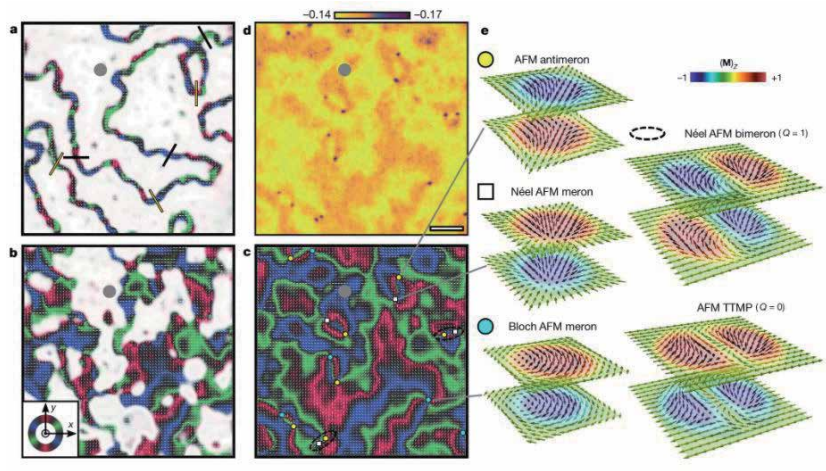 a
d
−0.14
−0.17
e
AFM antimeron
⟨M⟩z
−1
+1
Néel AFM bimeron (Q = 1)
Néel AFM meron
b
c
AFM TTMP (Q = 0)
Bloch AFM meron
y
x